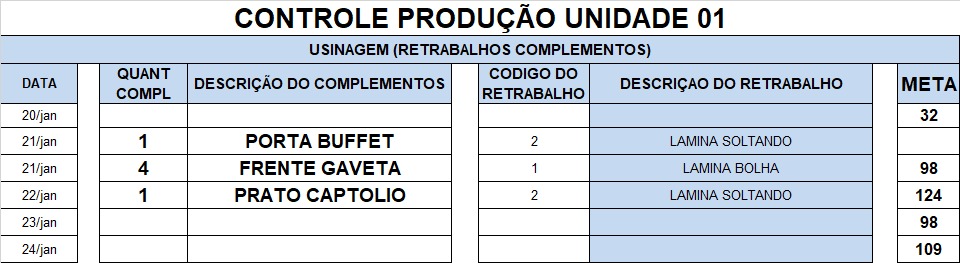 CONTROLE PRODUÇÃO UNIDADE 01
USINAGEM (RETRABALHOS COMPLEMENTOS)
DATA QUANT COMPL DESCRIÇÃO DO COMPLEMENTOS CODIGO DO RETRABALHO DESCRIÇAO DO RETRABALHO META
20/jan 32
21/jan 1 PORTA BUFFET 2 LAMINA SOLTANDO
21/jan 4 FRENTE GAVETA 1 LAMINA BOLHA 98
22/jan 1 PRATO CAPTOLIO 2 LAMINA SOLTANDO 124
23/jan 98
24/jan 109